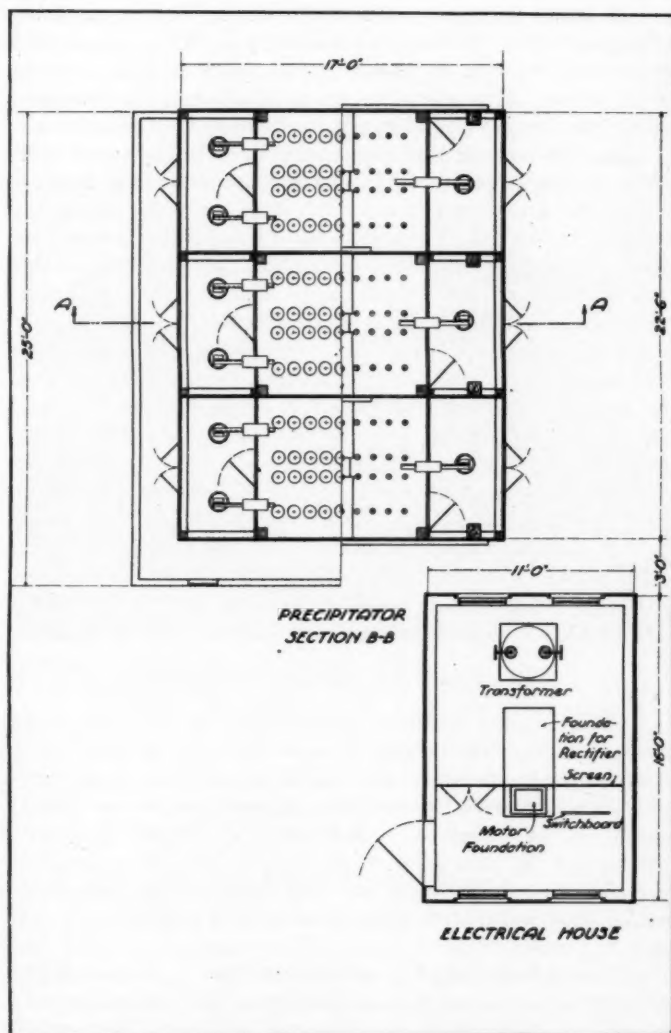 17'-0"
25'-0"
A
A
22'-6"
PRECIPITATOR
SECTION B-B
11'-0"
3'-0"
Transformer
Founda-
tion for
Rectifier
Screen
16'-0"
Switchboard
Motor
Foundation
ELECTRICAL HOUSE